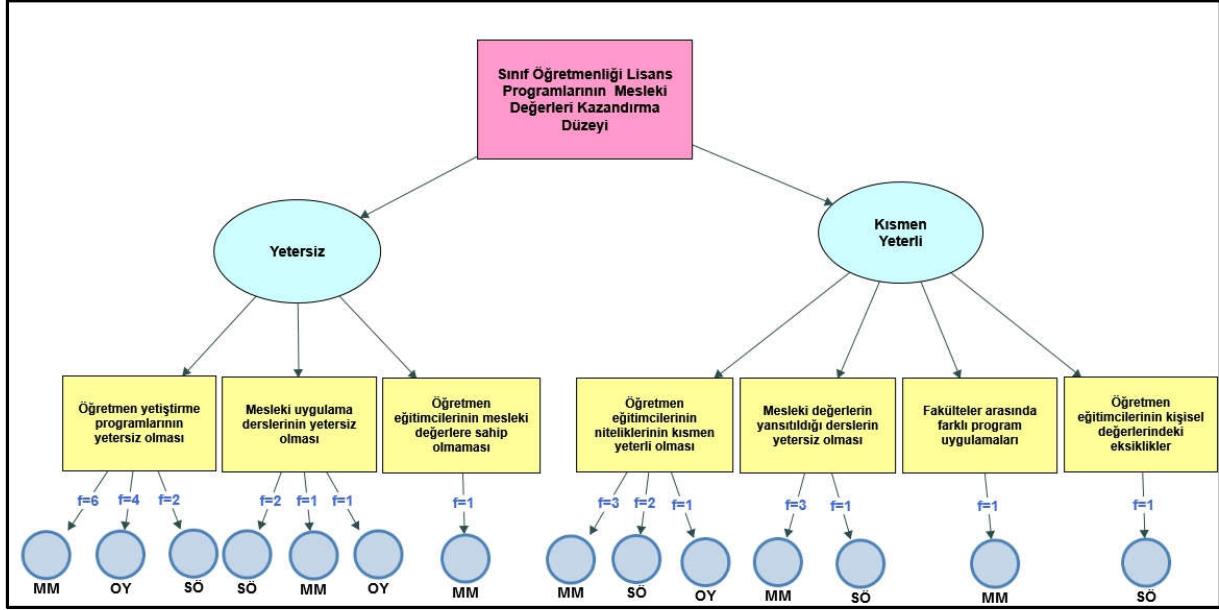 Sınıf Öğretmenliği Lisans
Programlarının Mesleki
Değerleri Kazandırma
Düzeyi
Yetersiz
Kısmen
Yeterli
Öğretmen yetiştirme
programlarının
yetersiz olması
Mesleki uygulama
derslerinin yetersiz
olması
Öğretmen
eğitimcilerinin mesleki
değerlere sahip
olmaması
Öğretmen
eğitimcilerinin
niteliklerinin kısmen
yeterli olması
Mesleki değerlerin
yansıtıldığı derslerin
yetersiz olması
Fakülteler arasında
farklı program
uygulamaları
Öğretmen
eğitimcilerinin kişisel
değerlerindeki
eksiklikler
f=6 f=4 f=2 f=2 f=1 f=1 f=1 f=3 f=2 f=1 f=3 f=1 f=1 f=1
MM OY SÖ SÖ MM OY MM MM SÖ OY MM SÖ MM SÖ